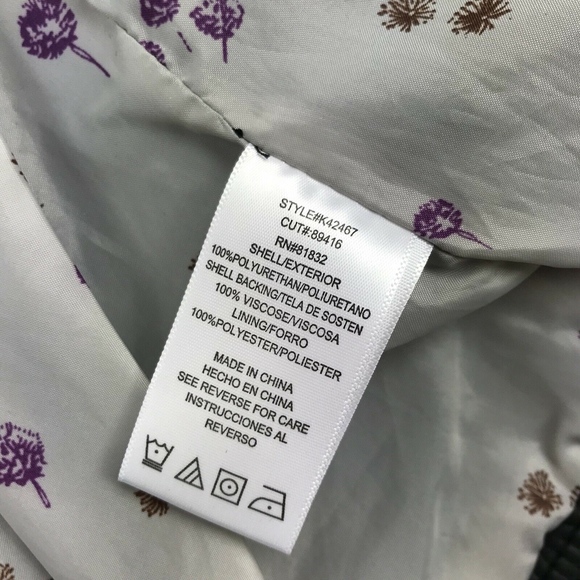 STYLE#K42467
CUT#:89416
RN#81832
SHELL/EXTERIOR
100%POLYURETHAN/POLIURETANO
SHELL BACKING/TELA DE SOSTEN
100% VISCOSE/VISCOSA
LINING/FORRO
100%POLYESTER/POLIESTER
MADE IN CHINA
HECHO EN CHINA
SEE REVERSE FOR CARE
INSTRUCCIONES AL
REVERSO